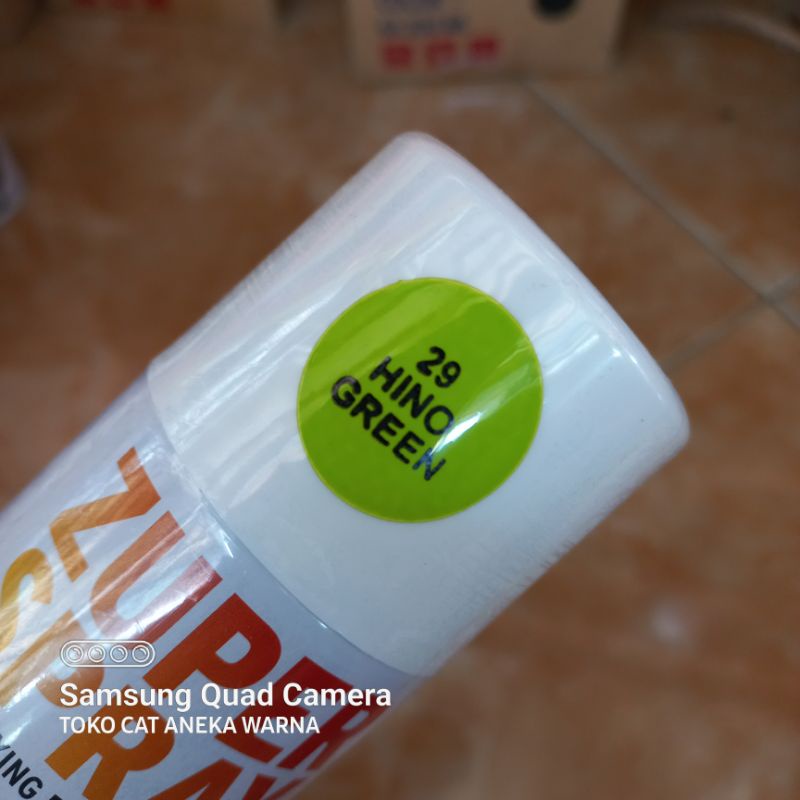 29
HINO
GREEN
ZUPER
SPRAY
Samsung Quad Camera
TOKO CAT ANEKA WARNA